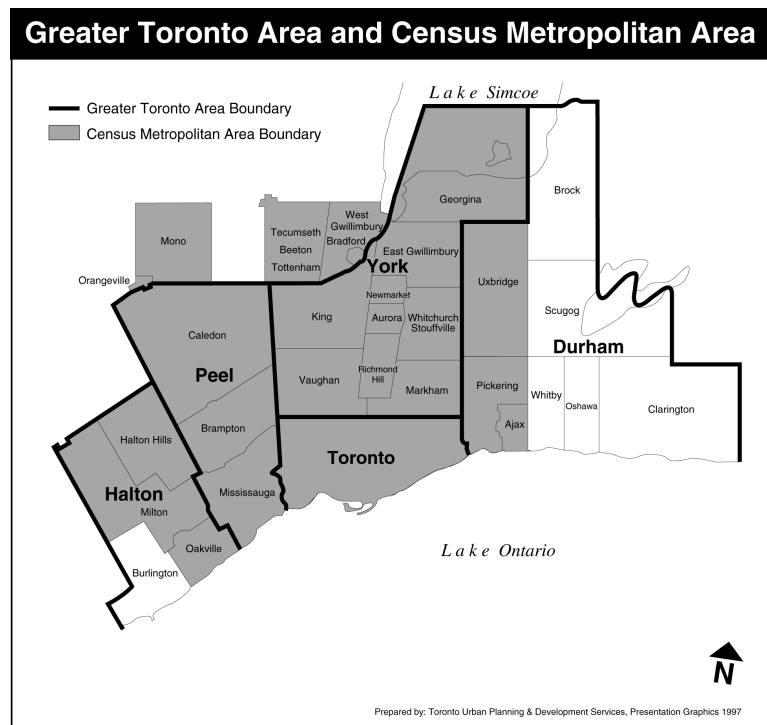 Greater Toronto Area and Census Metropolitan Area
Lake Simcoe
Greater Toronto Area Boundary
Census Metropolitan Area Boundary
Brock
Georgina
West
Gwillimbury
Bradford
Tecumseth
Beeton
Tottenham
Mono
East Gwillimbury
York
Orangeville
Uxbridge
Newmarket
Scugog
King
Aurora
Whitchurch
Stouffville
Caledon
Durham
Peel
Richmond
Hill
Vaughan
Markham
Pickering
Whitby
Oshawa
Clarington
Ajax
Brampton
Halton Hills
Toronto
Halton
Mississauga
Milton
Oakville
Lake Ontario
Burlington
N
Prepared by: Toronto Urban Planning & Development Services, Presentation Graphics 1997